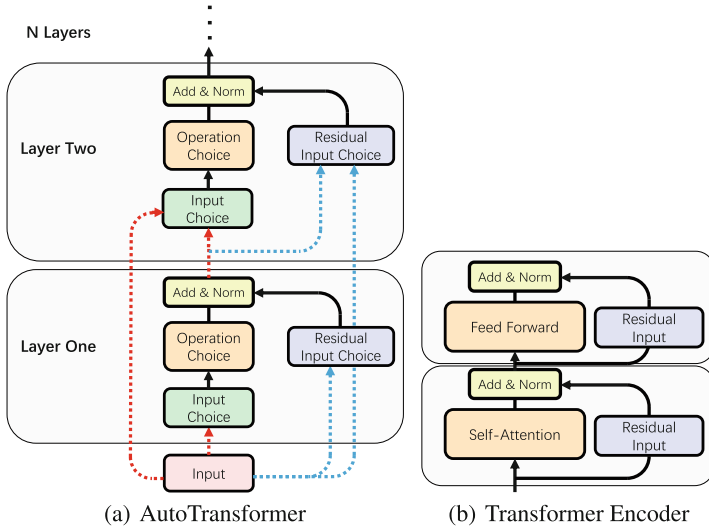 N Layers
Add & Norm
Layer Two
Operation
Choice
Residual
Input Choice
Input
Choice
Add & Norm
Layer One
Operation
Choice
Residual
Input Choice
Input
Choice
Input
(a) AutoTransformer
Add & Norm
Feed Forward
Residual
Input
Add & Norm
Self-Attention
Residual
Input
(b) Transformer Encoder